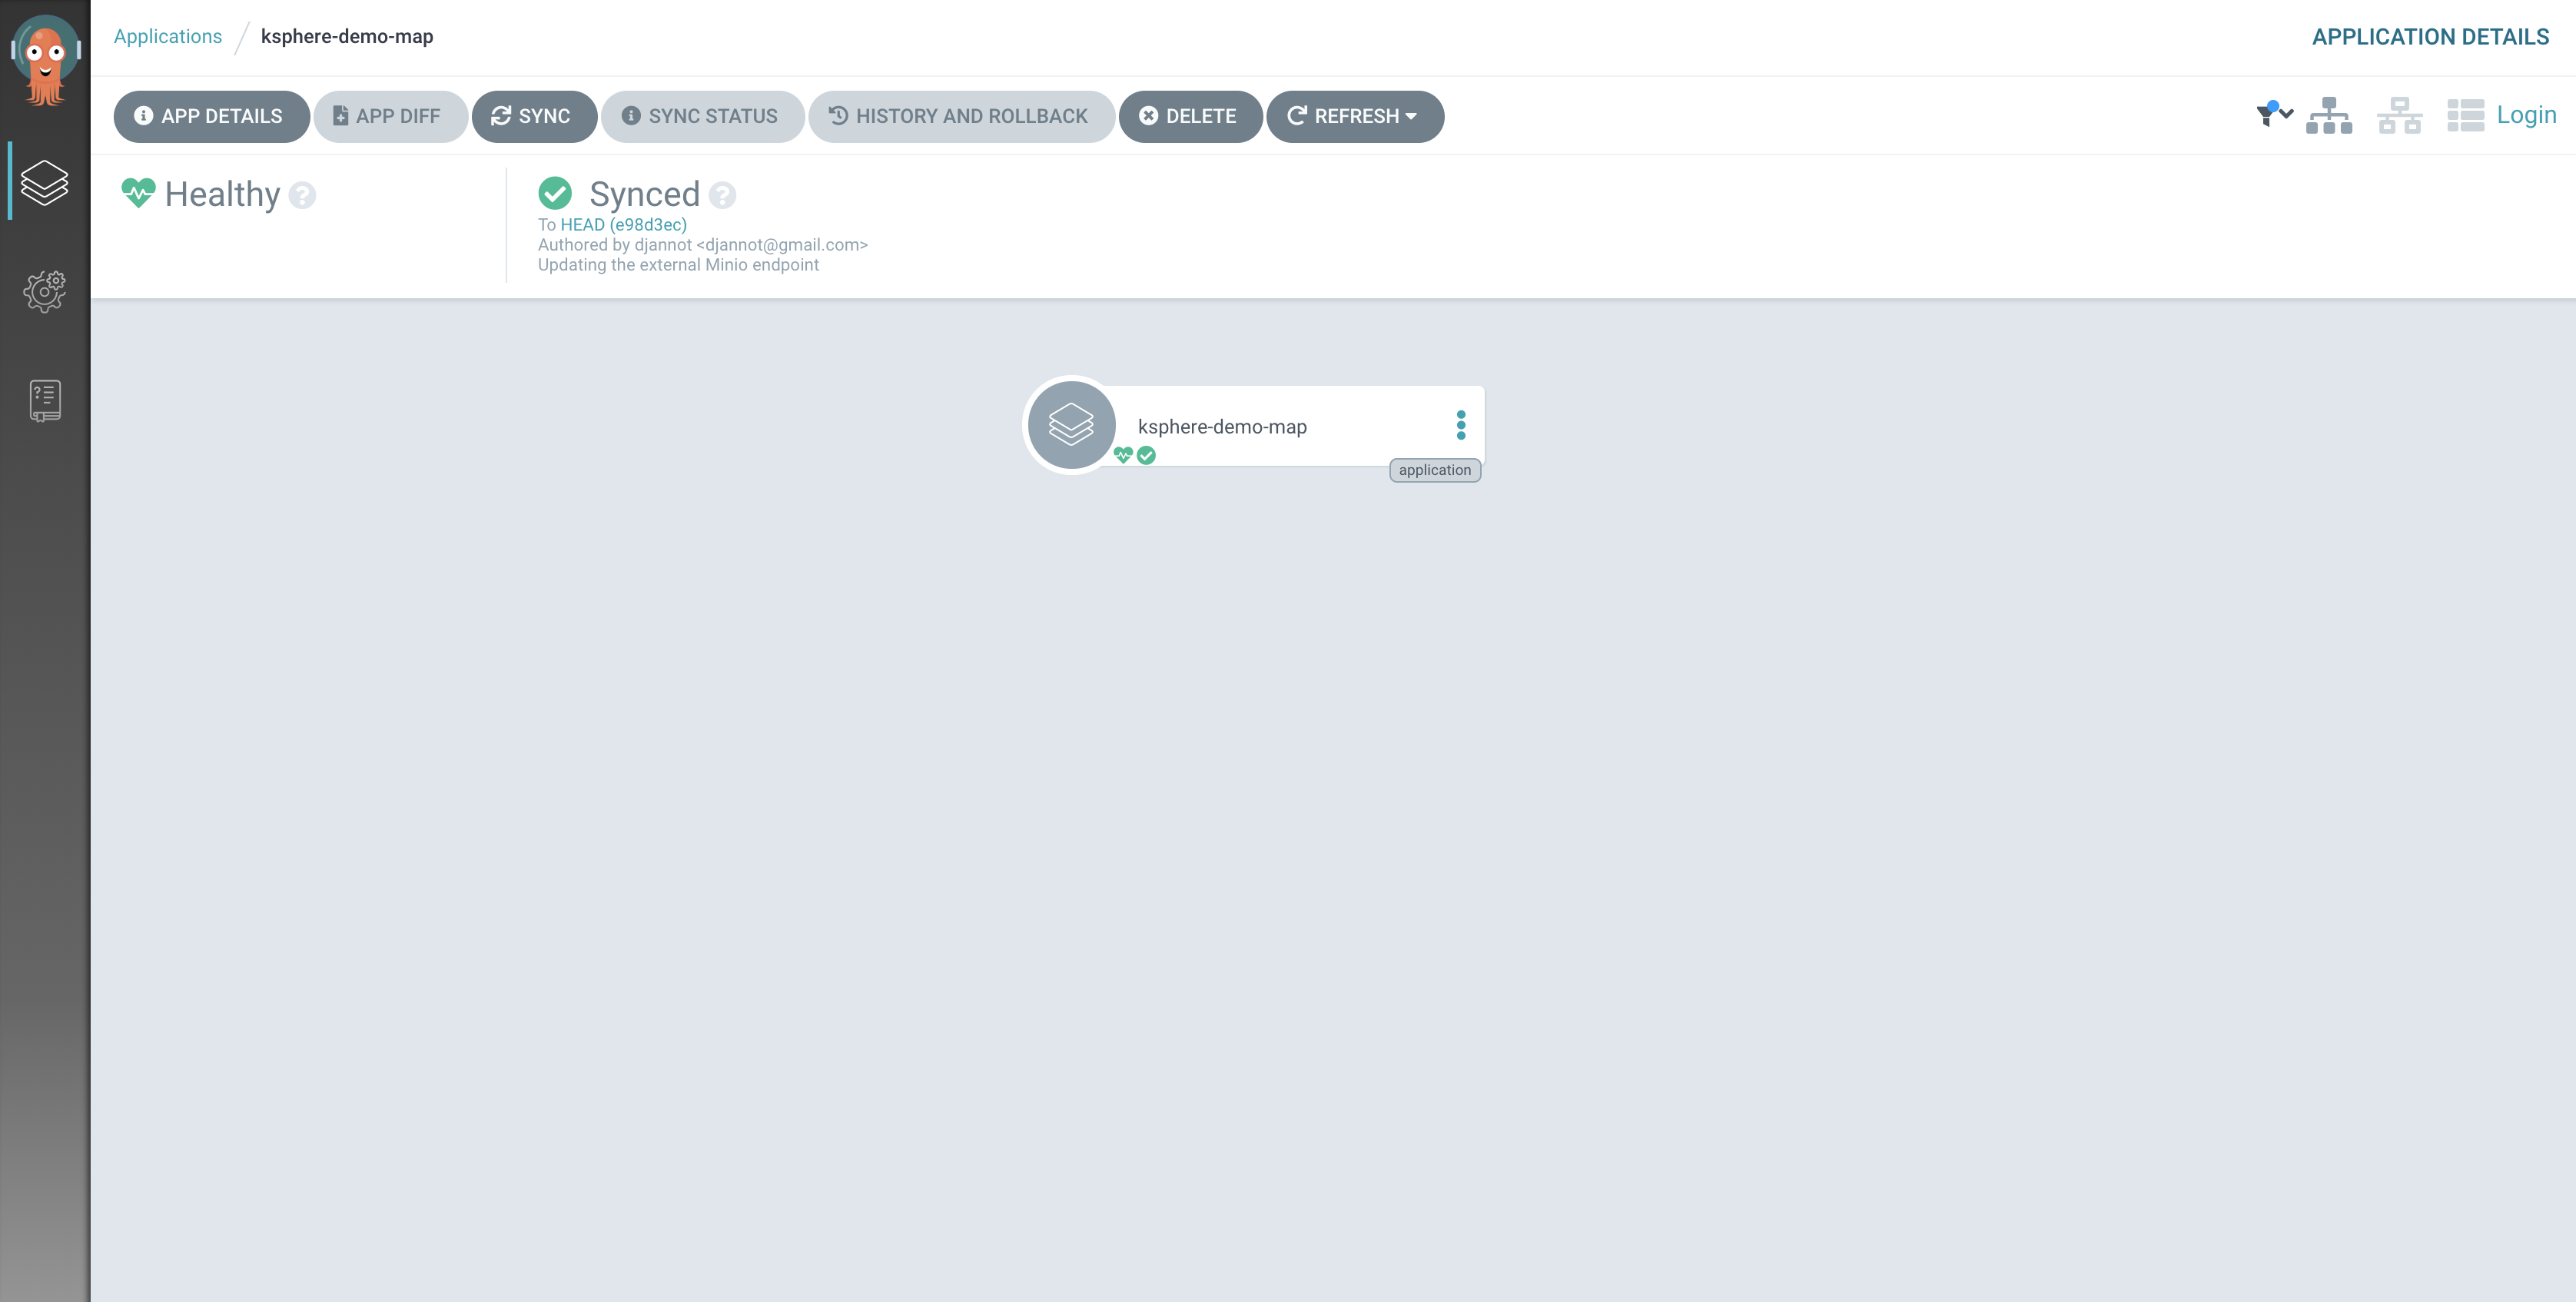 Applications / ksphere-demo-map
APPLICATION DETAILS
APP DETAILS
APP DIFF
SYNC
SYNC STATUS
HISTORY AND ROLLBACK
DELETE
REFRESH
Login
Healthy
Synced
To HEAD (e98d3ec)
Authored by djannot <djannot@gmail.com>
Updating the external Minio endpoint
ksphere-demo-map
application